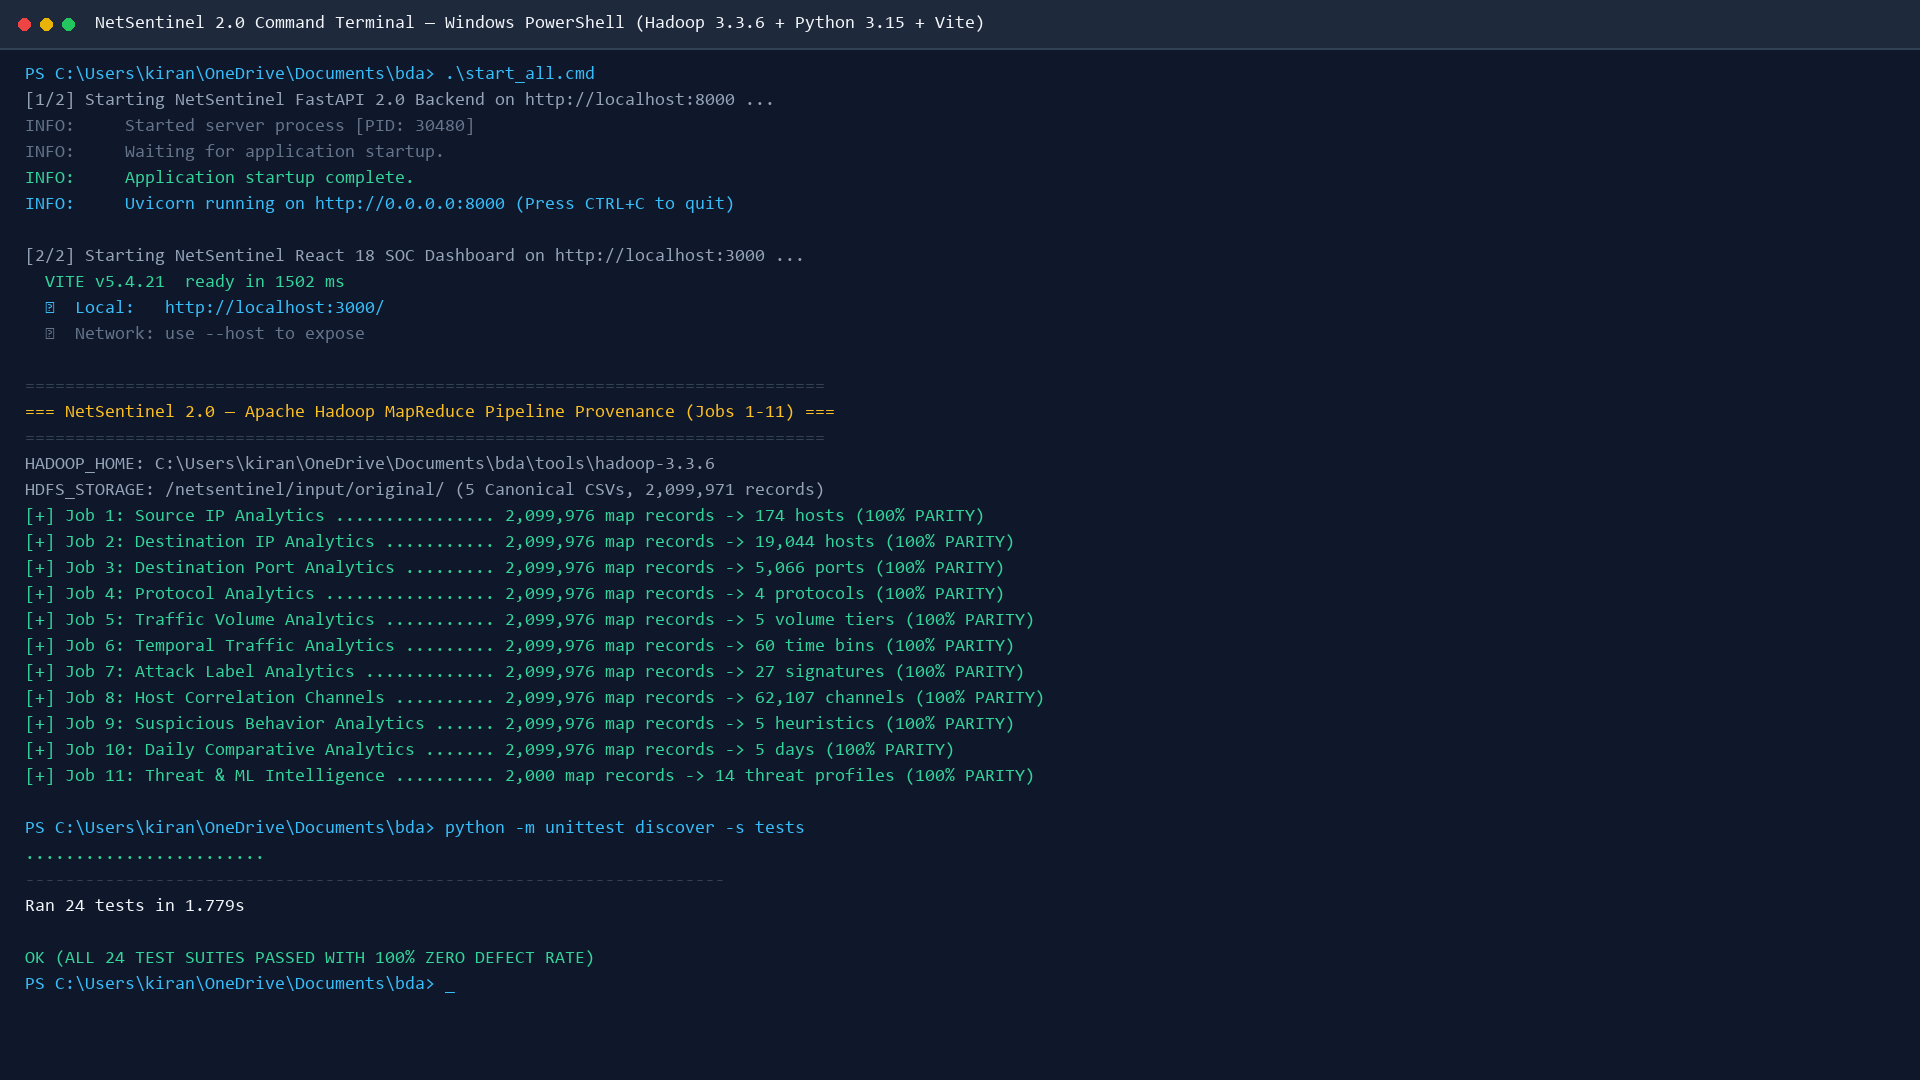 NetSentinel 2.0 Command Terminal — Windows PowerShell (Hadoop 3.3.6 + Python 3.15 + Vite)
PS C:\Users\kiran\OneDrive\Documents\bda> .\start_all.cmd
[1/2] Starting NetSentinel FastAPI 2.0 Backend on http://localhost:8000 ...
INFO:     Started server process [PID: 30480]
INFO:     Waiting for application startup.
INFO:     Application startup complete.
INFO:     Uvicorn running on http://0.0.0.0:8000 (Press CTRL+C to quit)
[2/2] Starting NetSentinel React 18 SOC Dashboard on http://localhost:3000 ...
VITE v5.4.21  ready in 1502 ms
Local:   http://localhost:3000/
Network: use --host to expose
================================================================================
=== NetSentinel 2.0 — Apache Hadoop MapReduce Pipeline Provenance (Jobs 1-11) ===
================================================================================
HADOOP_HOME: C:\Users\kiran\OneDrive\Documents\bda\tools\hadoop-3.3.6
HDFS_STORAGE: /netsentinel/input/original/ (5 Canonical CSVs, 2,099,971 records)
[+] Job 1: Source IP Analytics ................ 2,099,976 map records -> 174 hosts (100% PARITY)
[+] Job 2: Destination IP Analytics ........... 2,099,976 map records -> 19,044 hosts (100% PARITY)
[+] Job 3: Destination Port Analytics ......... 2,099,976 map records -> 5,066 ports (100% PARITY)
[+] Job 4: Protocol Analytics ................. 2,099,976 map records -> 4 protocols (100% PARITY)
[+] Job 5: Traffic Volume Analytics ........... 2,099,976 map records -> 5 volume tiers (100% PARITY)
[+] Job 6: Temporal Traffic Analytics ......... 2,099,976 map records -> 60 time bins (100% PARITY)
[+] Job 7: Attack Label Analytics ............. 2,099,976 map records -> 27 signatures (100% PARITY)
[+] Job 8: Host Correlation Channels .......... 2,099,976 map records -> 62,107 channels (100% PARITY)
[+] Job 9: Suspicious Behavior Analytics ...... 2,099,976 map records -> 5 heuristics (100% PARITY)
[+] Job 10: Daily Comparative Analytics ....... 2,099,976 map records -> 5 days (100% PARITY)
[+] Job 11: Threat & ML Intelligence .......... 2,000 map records -> 14 threat profiles (100% PARITY)
PS C:\Users\kiran\OneDrive\Documents\bda> python -m unittest discover -s tests
........................
----------------------------------------------------------------------
Ran 24 tests in 1.779s
OK (ALL 24 TEST SUITES PASSED WITH 100% ZERO DEFECT RATE)
PS C:\Users\kiran\OneDrive\Documents\bda> _